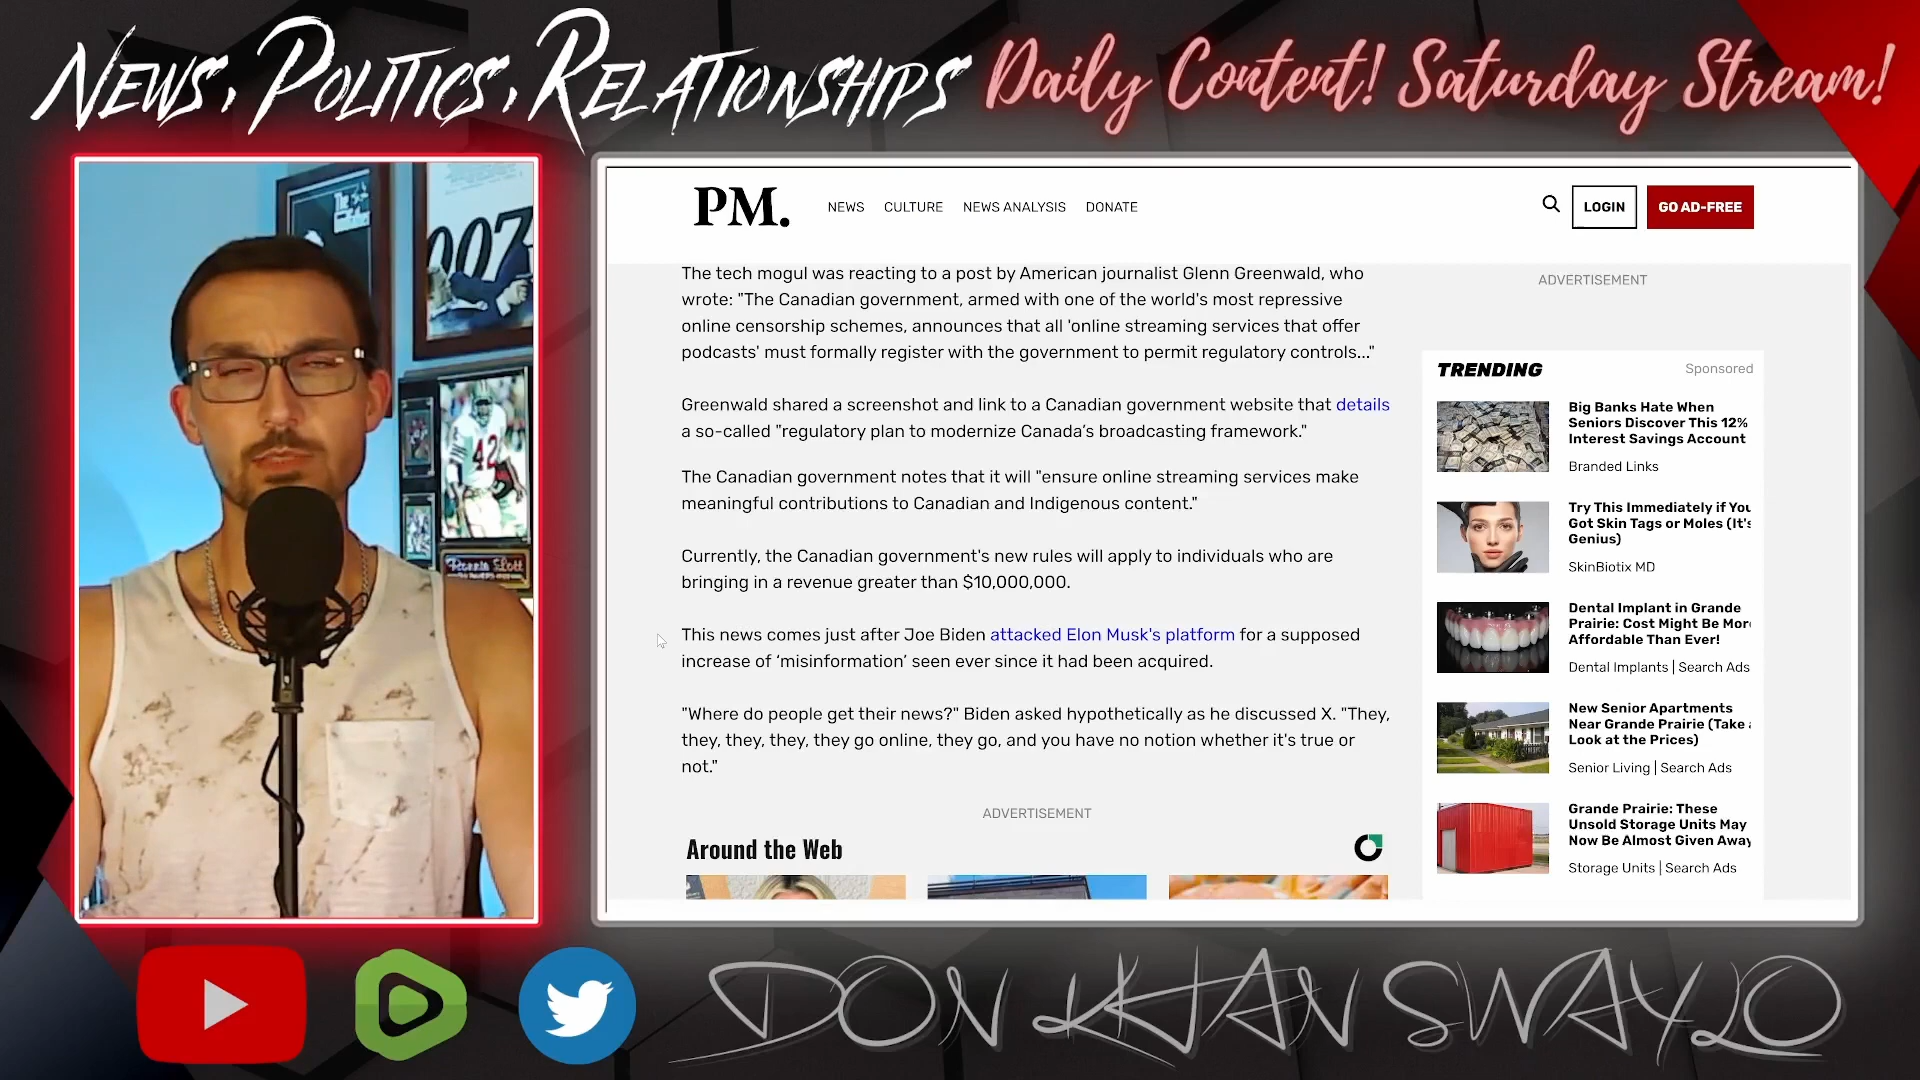 NEWS, POLITICS, RELATIONSHIPS Daily Content! Saturday Stream!
007
42
Ronnie Lott
PM. NEWS CULTURE NEWS ANALYSIS DONATE LOGIN GO AD-FREE
The tech mogul was reacting to a post by American journalist Glenn Greenwald, who
wrote: "The Canadian government, armed with one of the world's most repressive
online censorship schemes, announces that all 'online streaming services that offer
podcasts' must formally register with the government to permit regulatory controls..."
Greenwald shared a screenshot and link to a Canadian government website that details
a so-called "regulatory plan to modernize Canada’s broadcasting framework."
The Canadian government notes that it will "ensure online streaming services make
meaningful contributions to Canadian and Indigenous content."
Currently, the Canadian government's new rules will apply to individuals who are
bringing in a revenue greater than $10,000,000.
This news comes just after Joe Biden attacked Elon Musk's platform for a supposed
increase of ‘misinformation’ seen ever since it had been acquired.
"Where do people get their news?" Biden asked hypothetically as he discussed X. "They,
they, they, they go online, they go, and you have no notion whether it's true or
not."
ADVERTISEMENT
Around the Web
ADVERTISEMENT
TRENDING Sponsored
Big Banks Hate When
Seniors Discover This 12%
Interest Savings Account
Branded Links
Try This Immediately if You
Got Skin Tags or Moles (It's
Genius)
SkinBiotix MD
Dental Implant in Grande
Prairie: Cost Might Be More
Affordable Than Ever!
Dental Implants | Search Ads
New Senior Apartments
Near Grande Prairie (Take a
Look at the Prices)
Senior Living | Search Ads
Grande Prairie: These
Unsold Storage Units May
Now Be Almost Given Away
Storage Units | Search Ads
DON KHAN SWAYLO